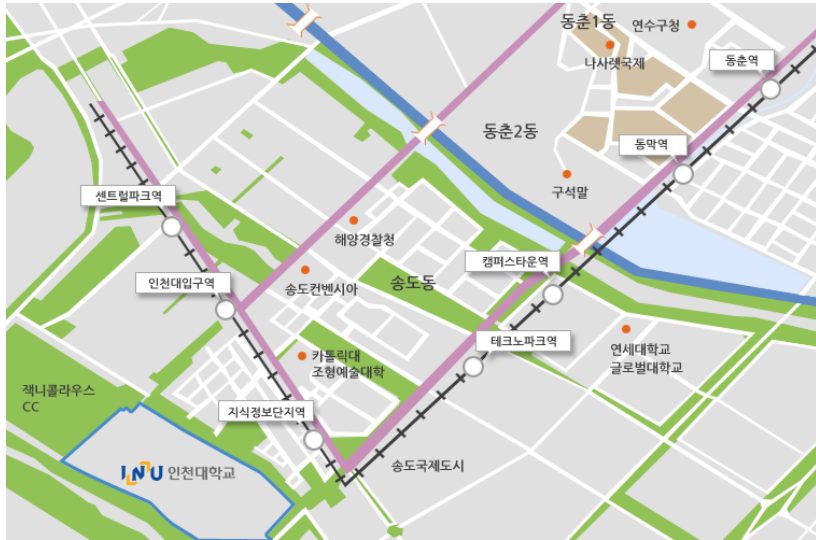 동춘1동
연수구청
나사렛국제
동춘역
동춘2동
동막역
구석말
센트럴파크역
해양경찰청
캠퍼스타운역
인천대입구역
송도컨벤시아
송도동
테크노파크역
연세대학교
글로벌대학교
카톨릭대
조형예술대학
잭니콜라우스
CC
지식정보단지역
INU 인천대학교
송도국제도시